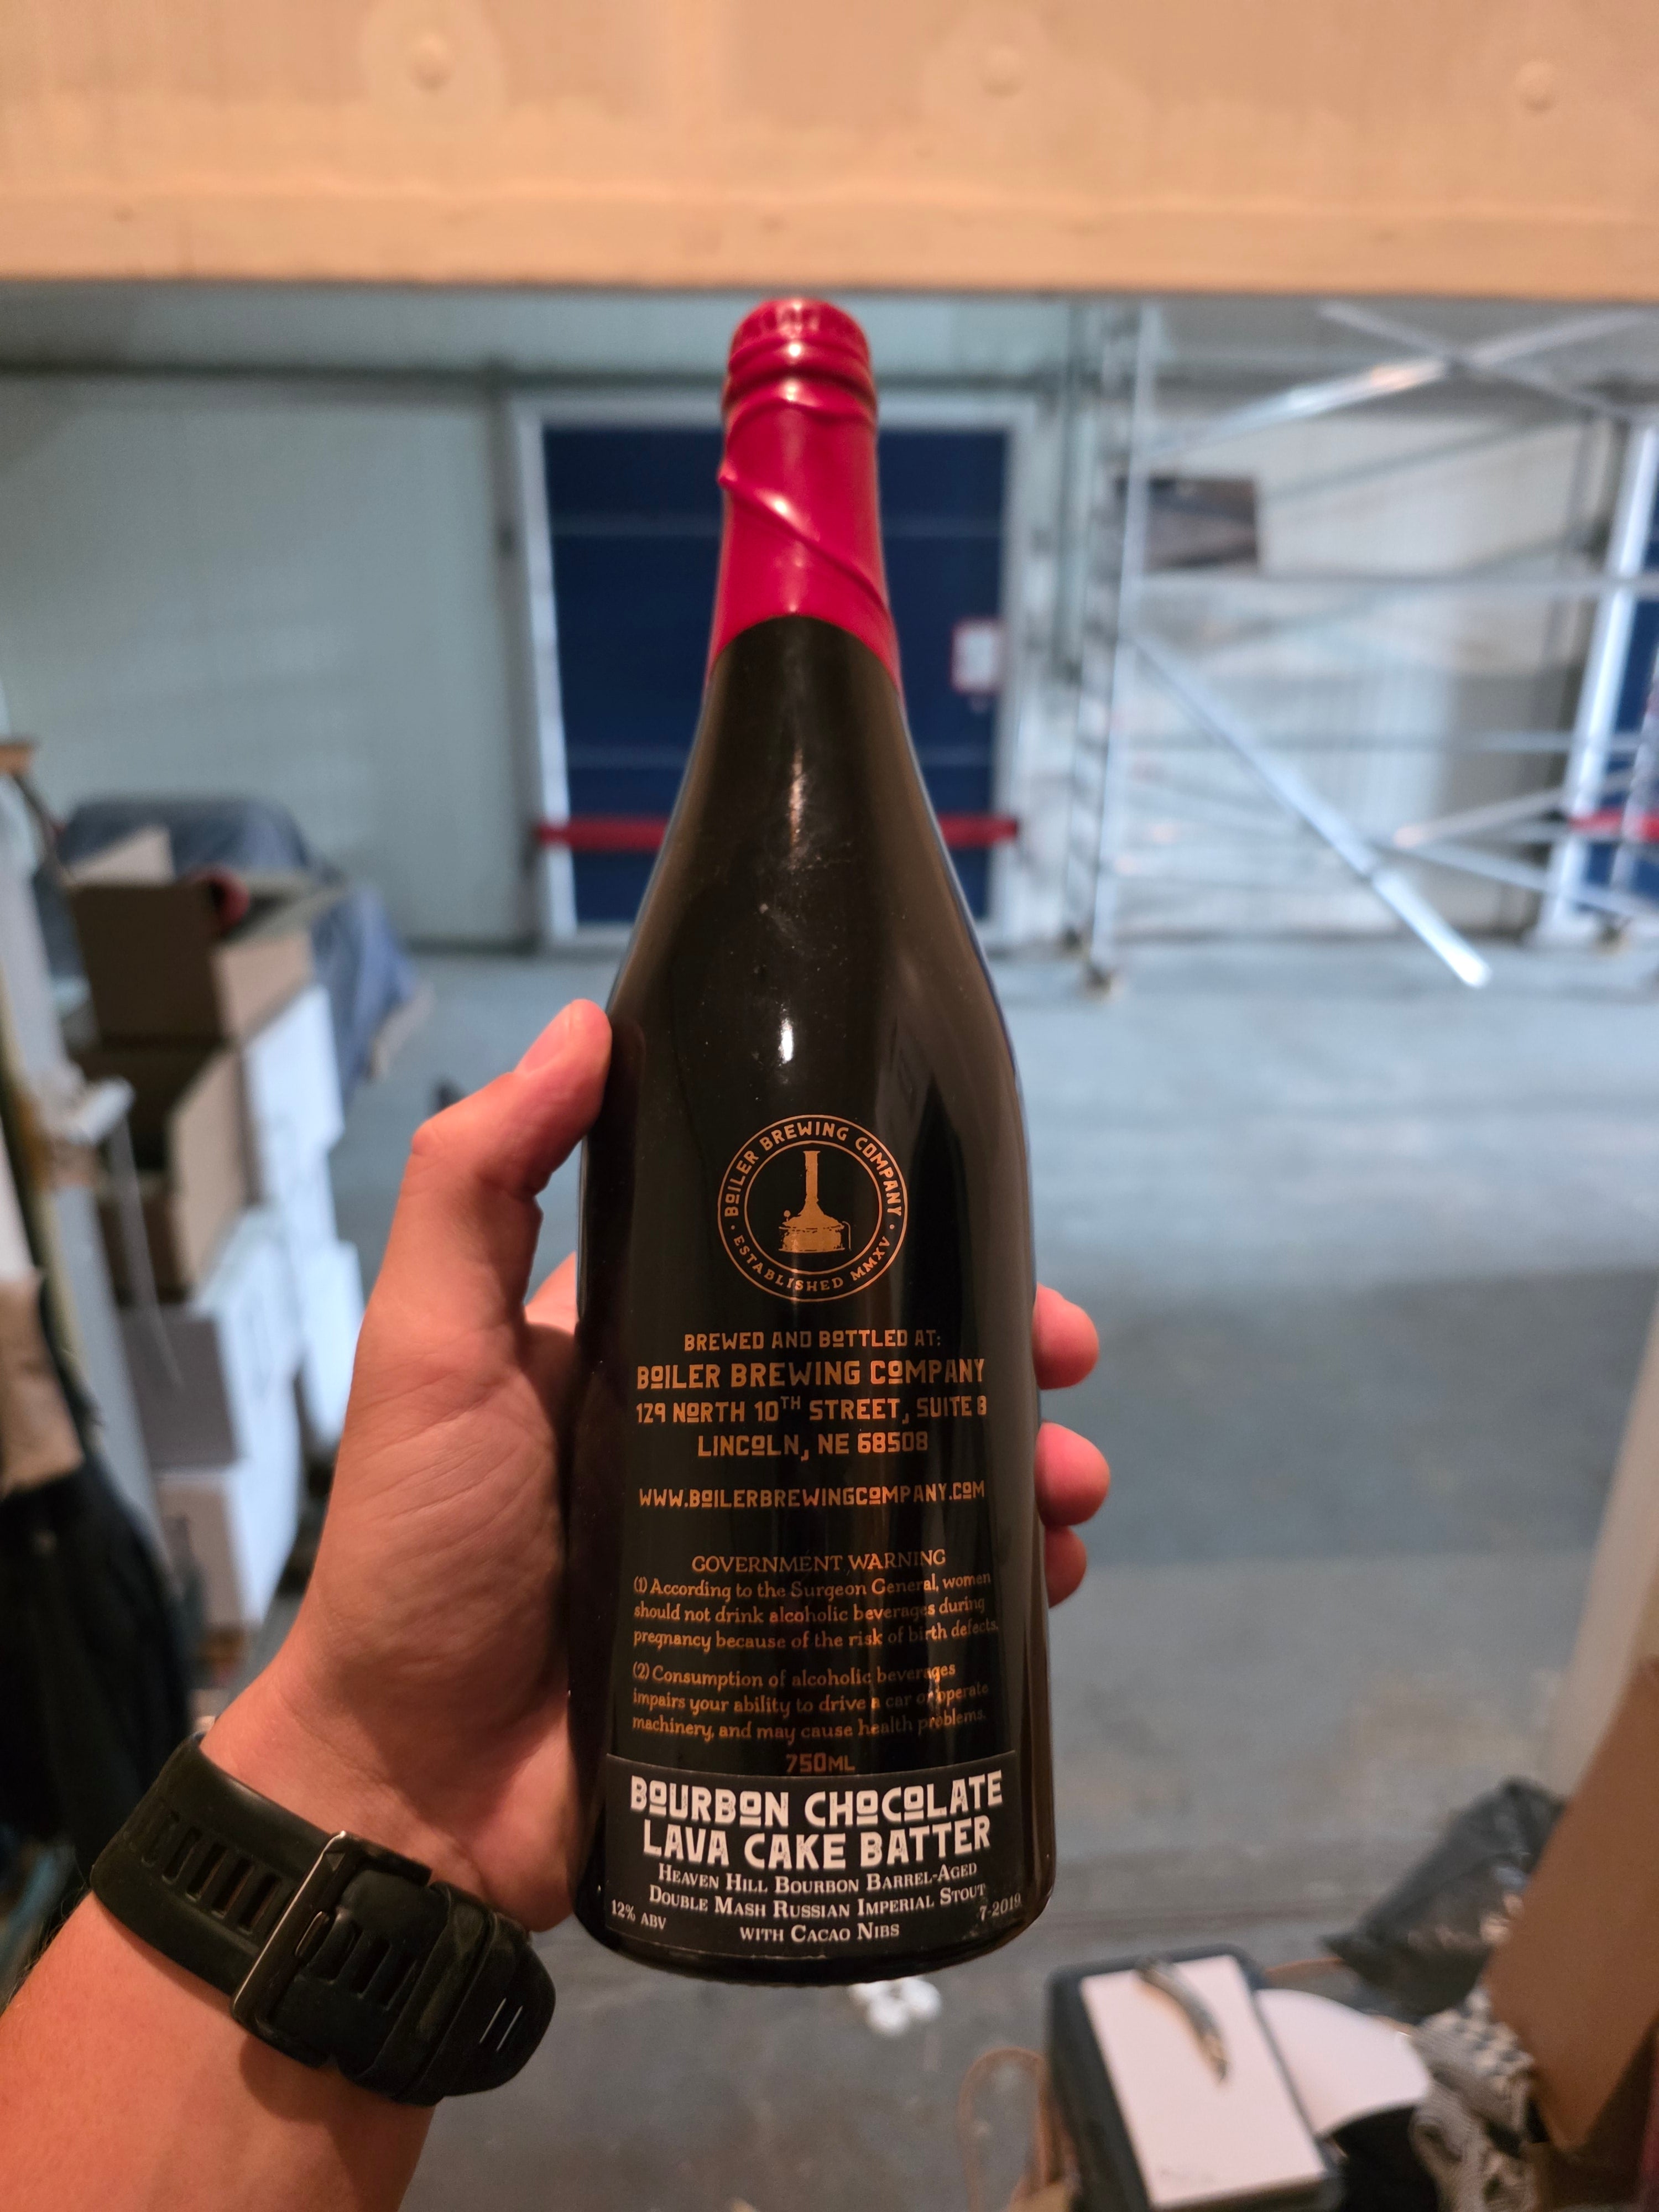 BOILER BREWING COMPANY
· ESTABLISHED MMXV ·
BREWED AND BOTTLED AT:
BOILER BREWING COMPANY
129 NORTH 10TH STREET, SUITE B
LINCOLN, NE 68508
WWW.BOILERBREWINGCOMPANY.COM
GOVERNMENT WARNING
(1) According to the Surgeon General, women
should not drink alcoholic beverages during
pregnancy because of the risk of birth defects.
(2) Consumption of alcoholic beverages
impairs your ability to drive a car or operate
machinery, and may cause health problems.
750ML
BOURBON CHOCOLATE
LAVA CAKE BATTER
HEAVEN HILL BOURBON BARREL-AGED
DOUBLE MASH RUSSIAN IMPERIAL STOUT
WITH CACAO NIBS
12% ABV
7-2019